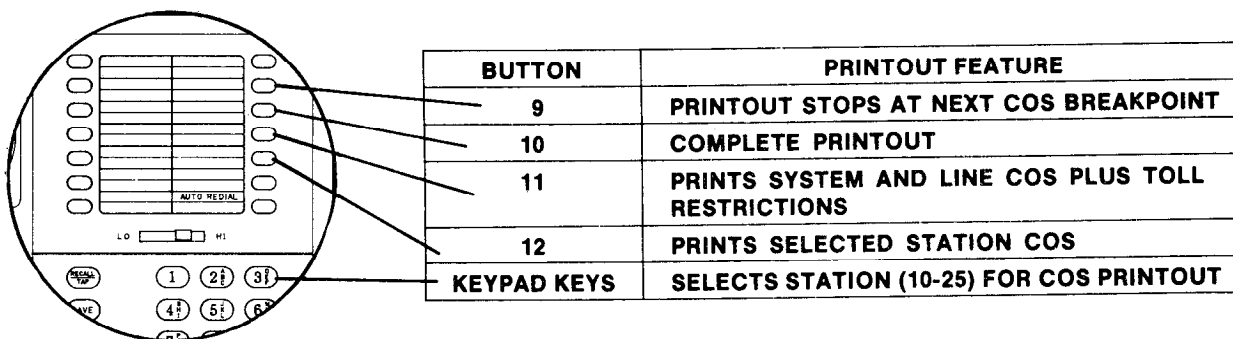 BUTTON PRINTOUT FEATURE
9 PRINTOUT STOPS AT NEXT COS BREAKPOINT
10 COMPLETE PRINTOUT
11 PRINTS SYSTEM AND LINE COS PLUS TOLL
RESTRICTIONS
12 PRINTS SELECTED STATION COS
KEYPAD KEYS SELECTS STATION (10-25) FOR COS PRINTOUT
AUTO REDIAL
LO HI
RECALL
TAP
1 2 3
4 5 6